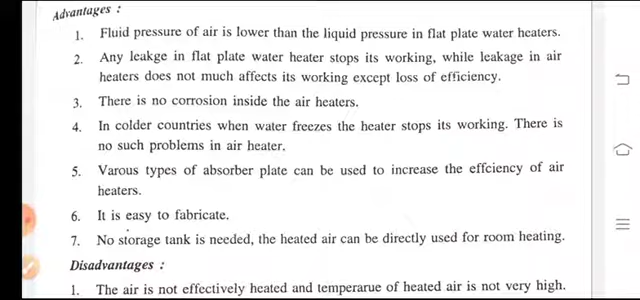 Advantages :
1. Fluid pressure of air is lower than the liquid pressure in flat plate water heaters.
2. Any leakge in flat plate water heater stops its working, while leakage in air
heaters does not much affects its working except loss of efficiency.
3. There is no corrosion inside the air heaters.
4. In colder countries when water freezes the heater stops its working. There is
no such problems in air heater.
5. Varous types of absorber plate can be used to increase the effciency of air
heaters.
6. It is easy to fabricate.
7. No storage tank is needed, the heated air can be directly used for room heating.
Disadvantages :
1. The air is not effectively heated and temperarue of heated air is not very high.